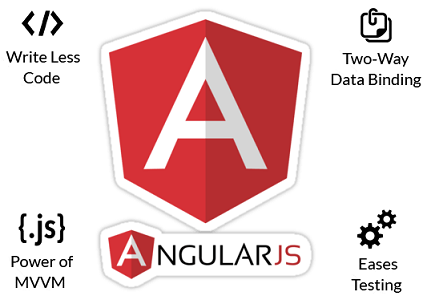 Write Less
Code
Two-Way
Data Binding
A
{.js}
Power of
MVVM
ANGULARJS
Eases
Testing